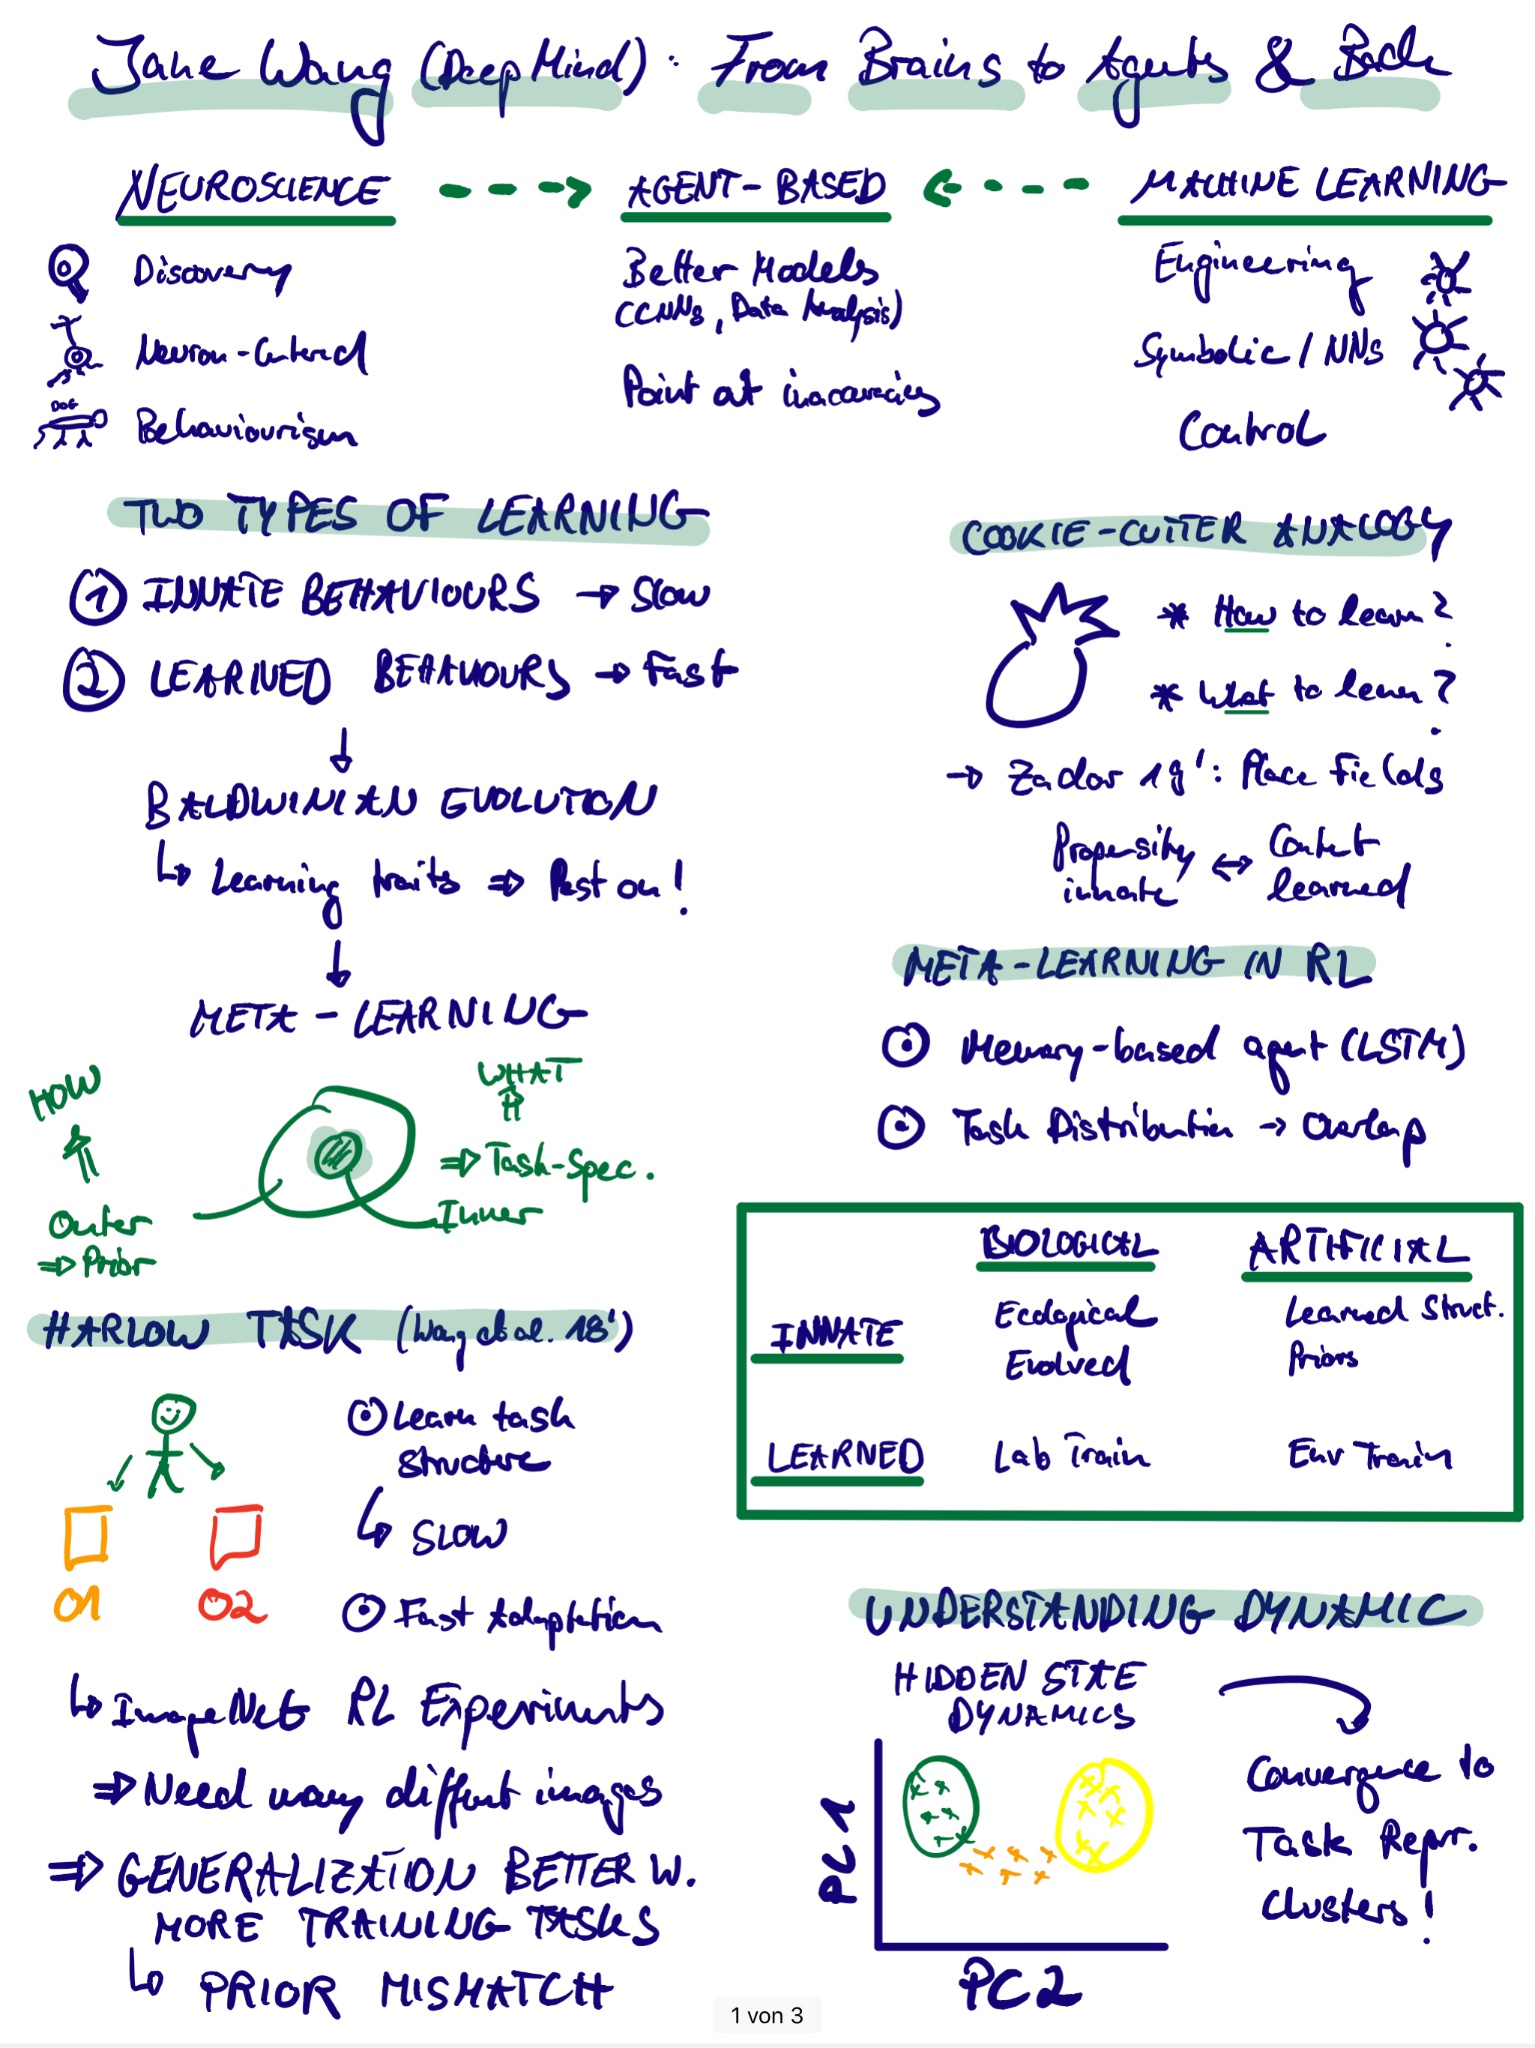 Jane Wang (DeepMind): From Brains to Agents & Back
NEUROSCIENCE
Discovery
Neuron-Centered
DOG
Behaviourism
AGENT-BASED
Better Models
(CNNs, Data Analysis)
Point at inaccuracies
MACHINE LEARNING
Engineering
Symbolic / NNs
Control
TWO TYPES OF LEARNING
1 INNATE BEHAVIOURS → Slow
2 LEARNED BEHAVIOURS → Fast
↓
BALDWINIAN EVOLUTION
↳ Learning traits ⇒ Past on!
↓
META-LEARNING
HOW
Outer
⇒ Prior
WHAT
⇒ Task-Spec.
Inner
COOKIE-CUTTER ANALOGY
* How to learn?
* What to learn?
→ Zador 19': Place Fields
Propensity innate ↔ Content learned
META-LEARNING IN RL
Memory-based agent (LSTM)
Task Distribution → Overlap
BIOLOGICAL ARTIFICIAL
INNATE
Ecological
Evolved
Learned Struct.
Priors
LEARNED Lab Train Env Train
HARLOW TASK (Wang et al. 18')
O1 O2
Learn task
structure
↳ SLOW
Fast Adaptation
↳ ImageNet RL Experiments
⇒ Need many diffent images
⇒ GENERALIZATION BETTER W.
MORE TRAINING TASKS
↳ PRIOR MISMATCH
UNDERSTANDING DYNAMIC
HIDDEN STATE
DYNAMICS
PC1
PC2
Convergence to
Task Repr.
Clusters!
1 von 3